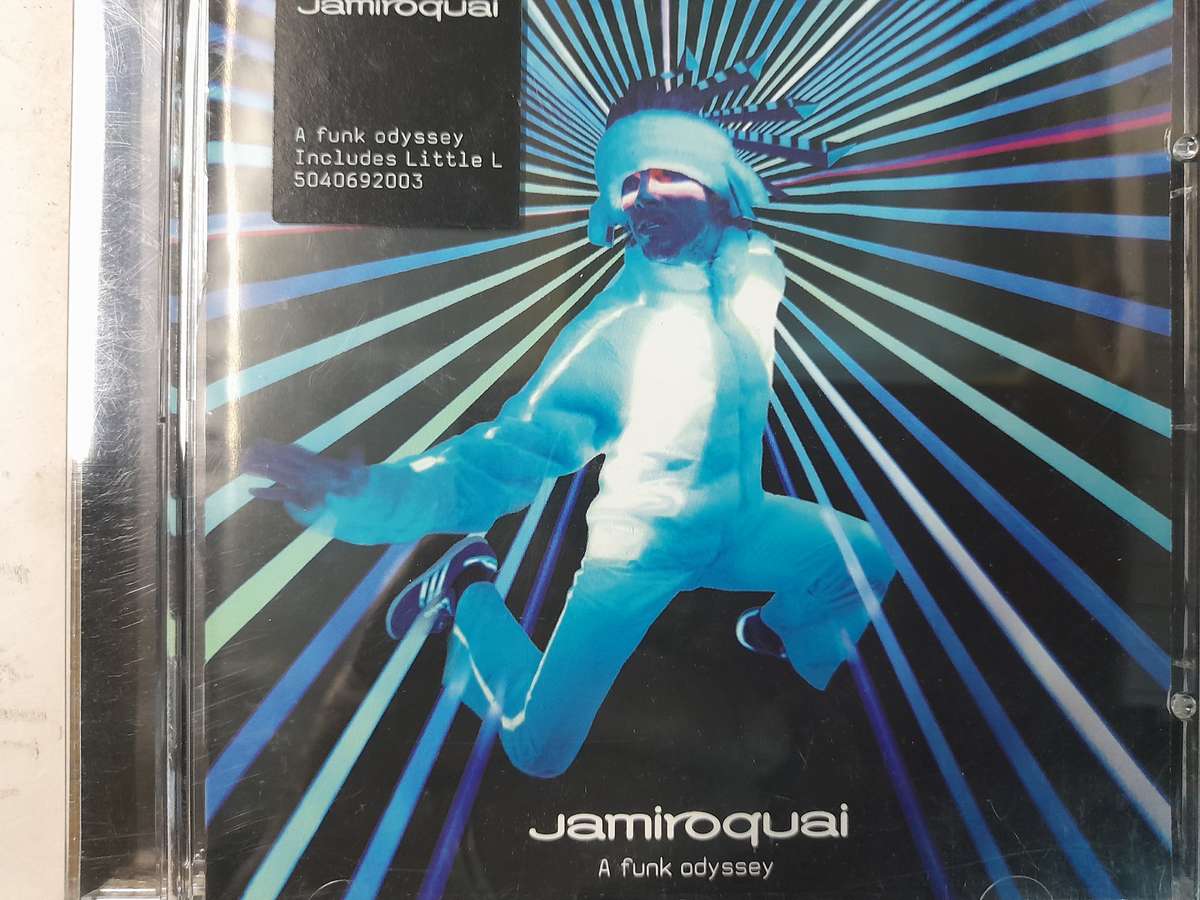 Jamiroquai
A funk odyssey
Includes Little L
5040692003
Jamiroquai
A funk odyssey